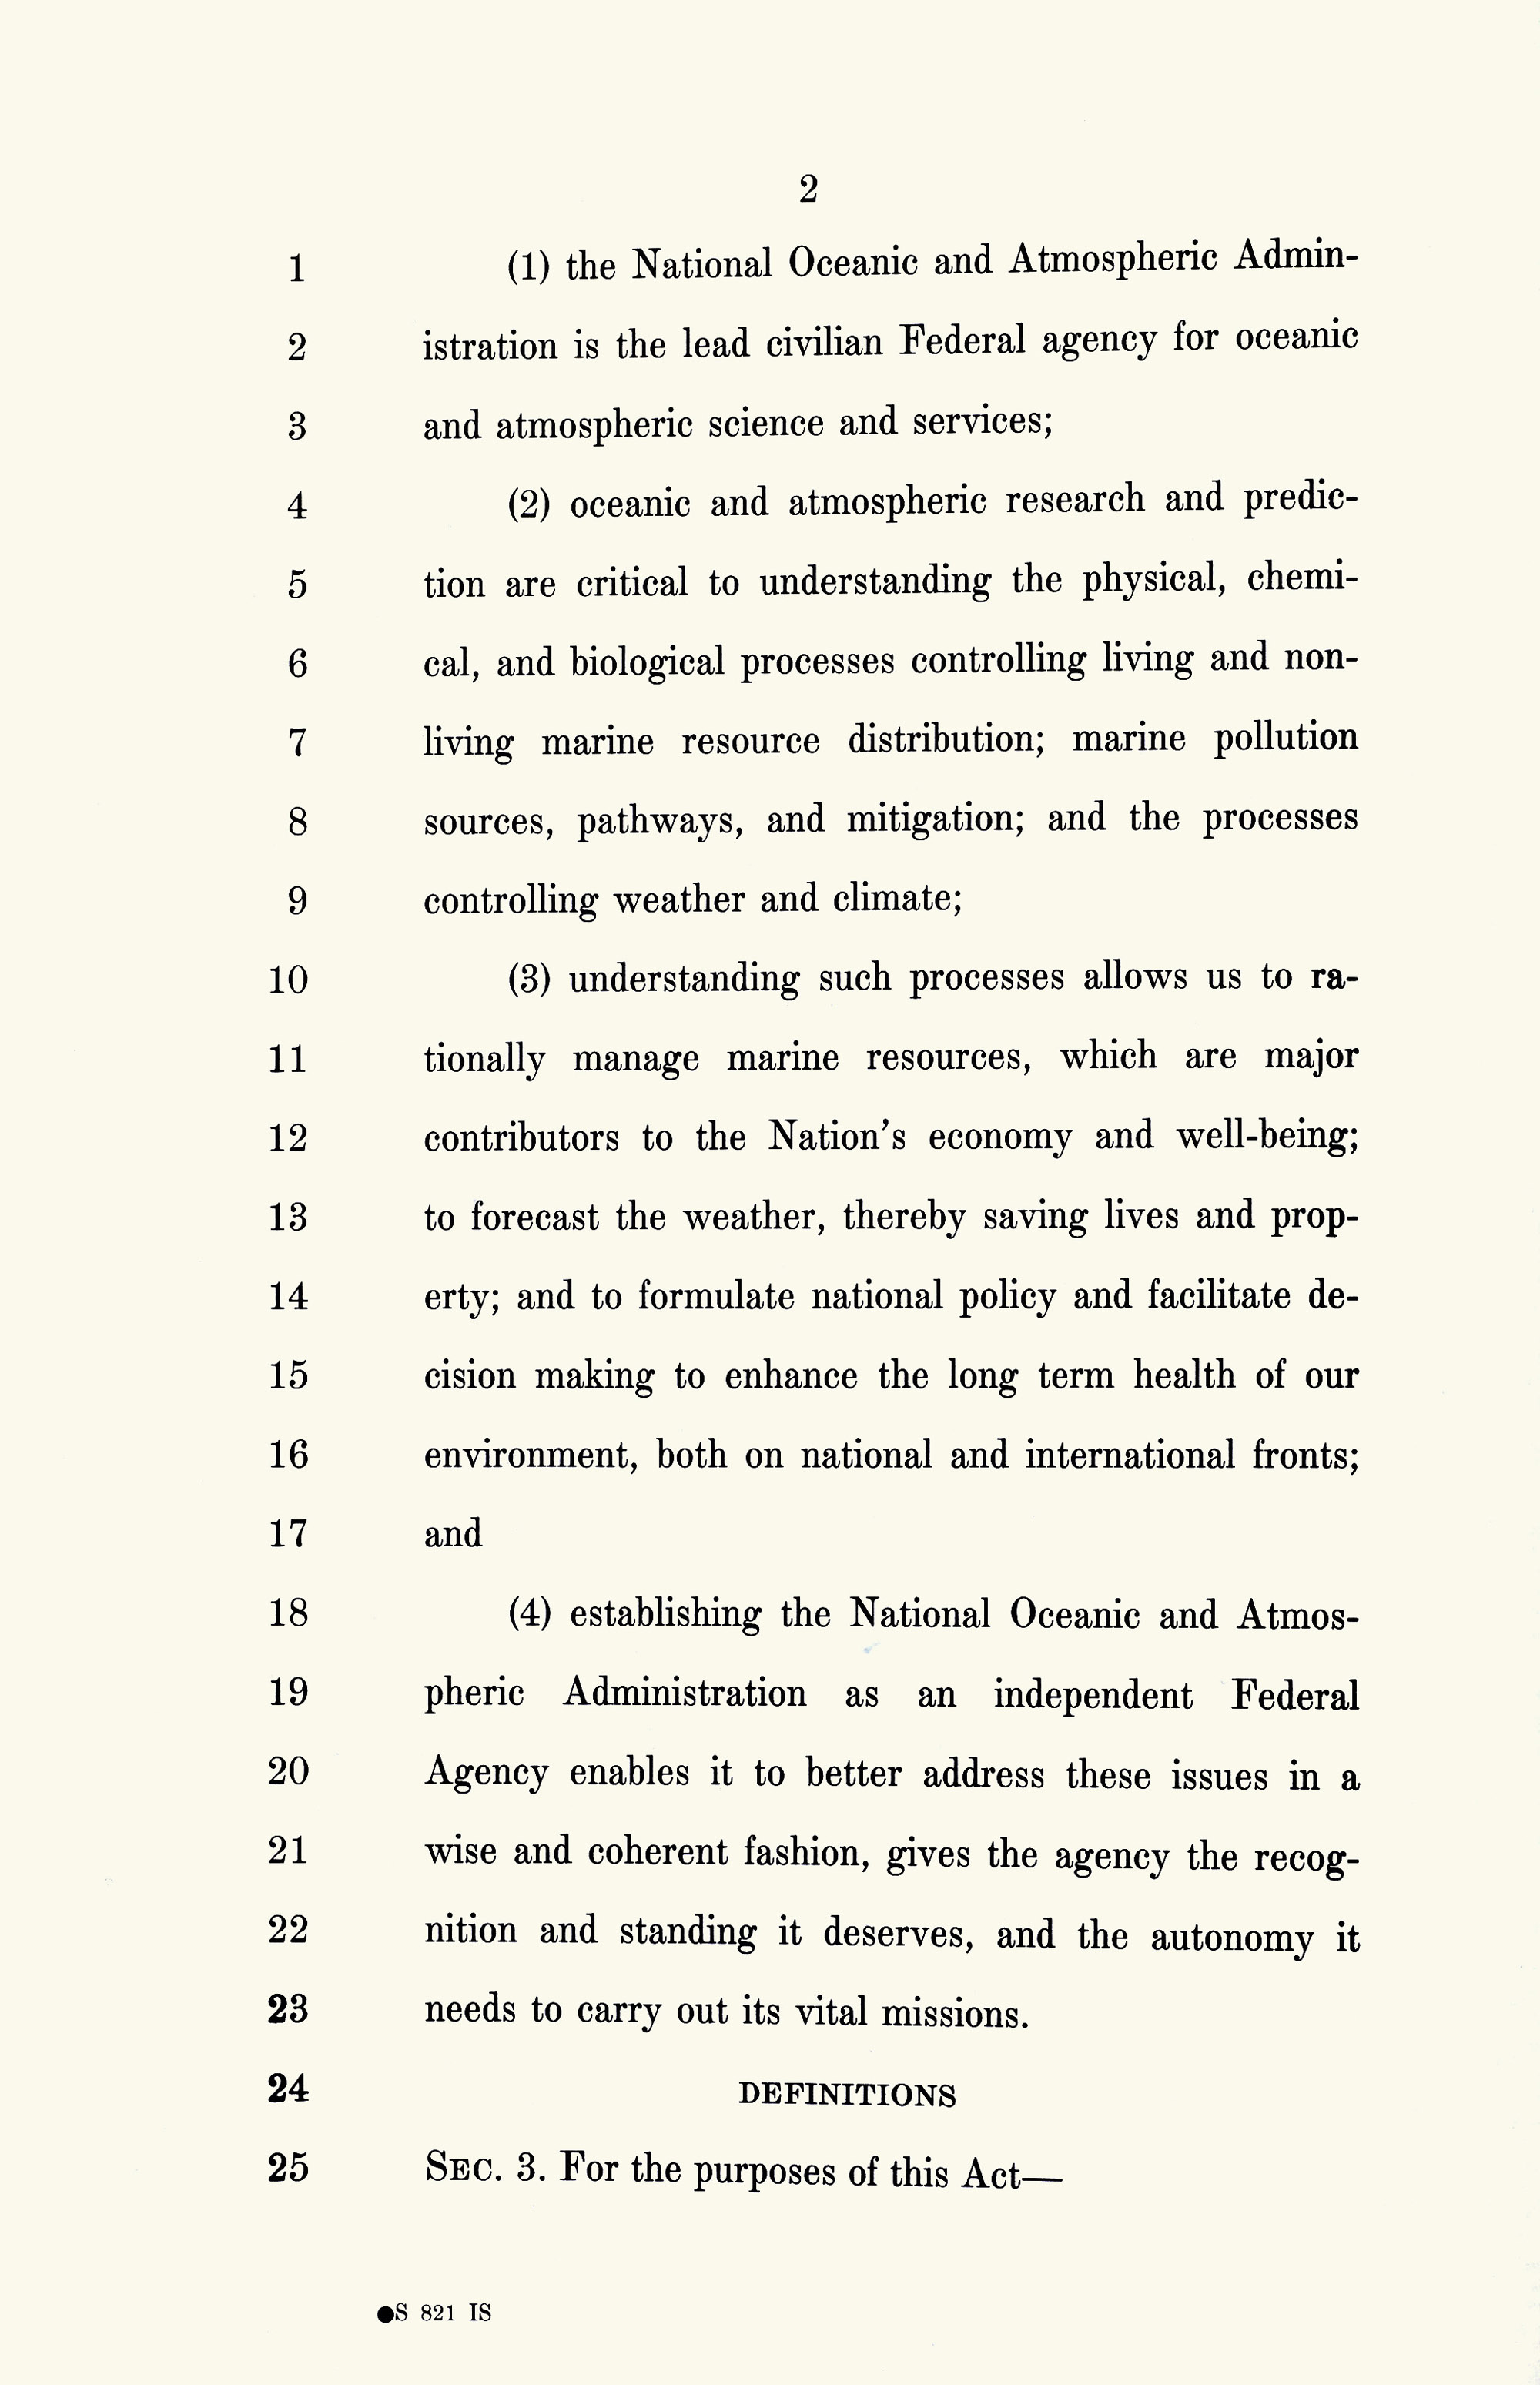 2
1 (1) the National Oceanic and Atmospheric Admin-
2 istration is the lead civilian Federal agency for oceanic
3 and atmospheric science and services;
4 (2) oceanic and atmospheric research and predic-
5 tion are critical to understanding the physical, chemi-
6 cal, and biological processes controlling living and non-
7 living marine resource distribution; marine pollution
8 sources, pathways, and mitigation; and the processes
9 controlling weather and climate;
10 (3) understanding such processes allows us to ra-
11 tionally manage marine resources, which are major
12 contributors to the Nation's economy and well-being;
13 to forecast the weather, thereby saving lives and prop-
14 erty; and to formulate national policy and facilitate de-
15 cision making to enhance the long term health of our
16 environment, both on national and international fronts;
17 and
18 (4) establishing the National Oceanic and Atmos-
19 pheric Administration as an independent Federal
20 Agency enables it to better address these issues in a
21 wise and coherent fashion, gives the agency the recog-
22 nition and standing it deserves, and the autonomy it
23 needs to carry out its vital missions.
24 DEFINITIONS
25 SEC. 3. For the purposes of this Act—
●S 821 IS